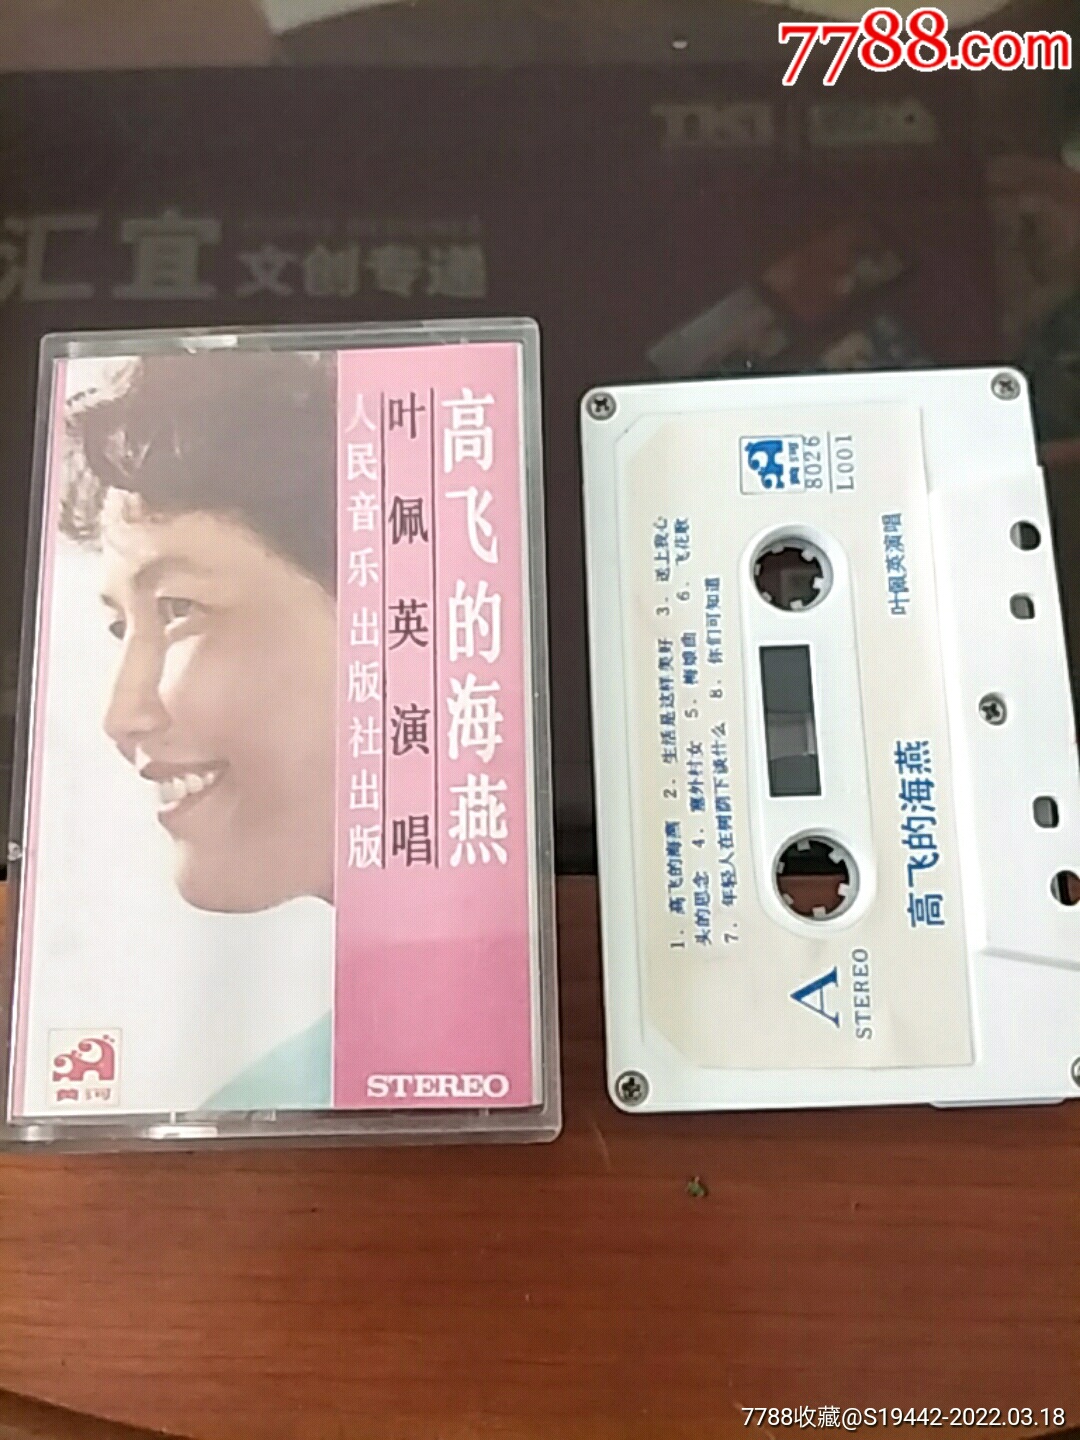 7788.com
汇宜
文创专递
高飞的海燕
叶佩英演唱
人民音乐出版社出版
STEREO
8026
L001
1. 高飞的海燕 2. 生活是这样美好 3. 送上我心
头的思念 4. 塞外村女 5. 梅娘曲 6. 飞花歌
7. 年轻人在树阴下谈什么 8. 你们可知道
A
STEREO
叶佩英演唱
高飞的海燕
7788收藏@S19442-2022.03.18